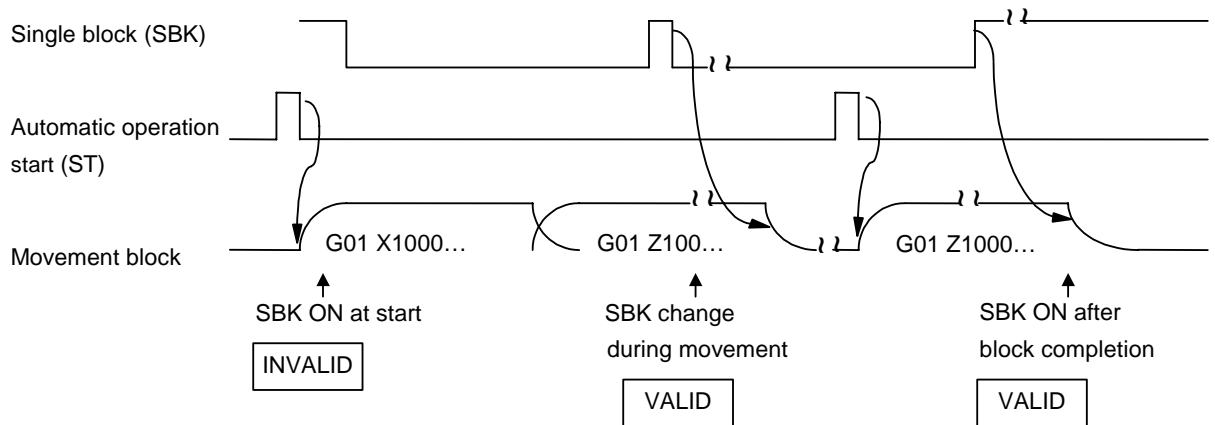 Single block (SBK)
Automatic operation
start (ST)
Movement block
G01 X1000…
G01 Z100…
G01 Z1000…
SBK ON at start
INVALID
SBK change
during movement
VALID
SBK ON after
block completion
VALID